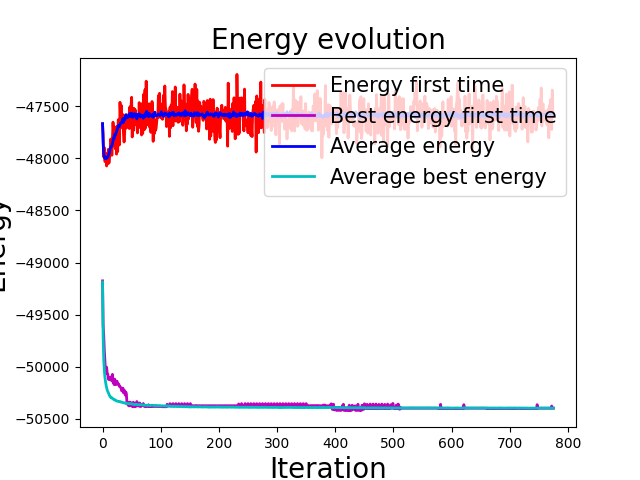 Energy evolution
Energy first time
Best energy first time
Average energy
Average best energy
Energy
−47500
−48000
−48500
−49000
−49500
−50000
−50500
0 100 200 300 400 500 600 700 800
Iteration